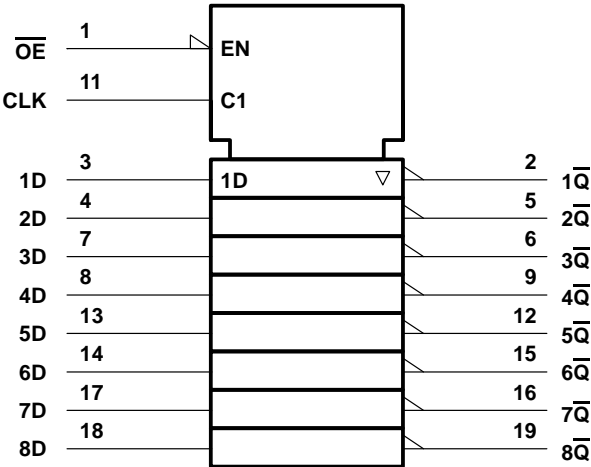 OE 1 EN
CLK 11 C1
1D 3 1D ▽ 2 1Q
2D 4 5 2Q
3D 7 6 3Q
4D 8 9 4Q
5D 13 12 5Q
6D 14 15 6Q
7D 17 16 7Q
8D 18 19 8Q